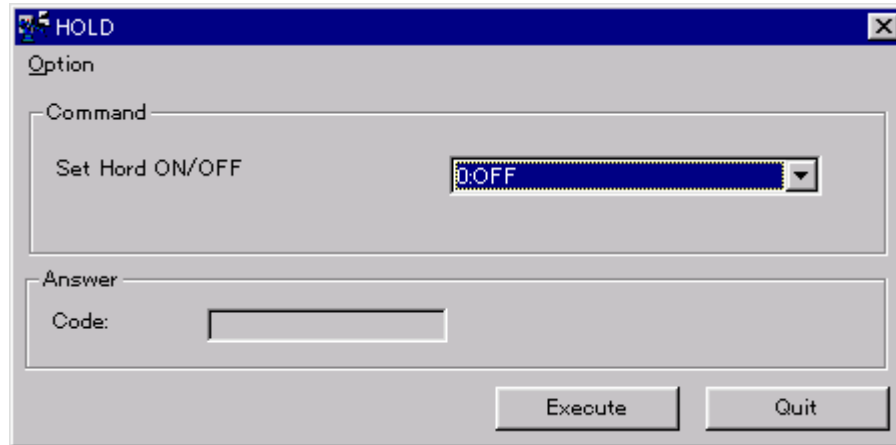 HOLD
Option
Command
Set Hord ON/OFF
0:OFF
Answer
Code:
Execute
Quit